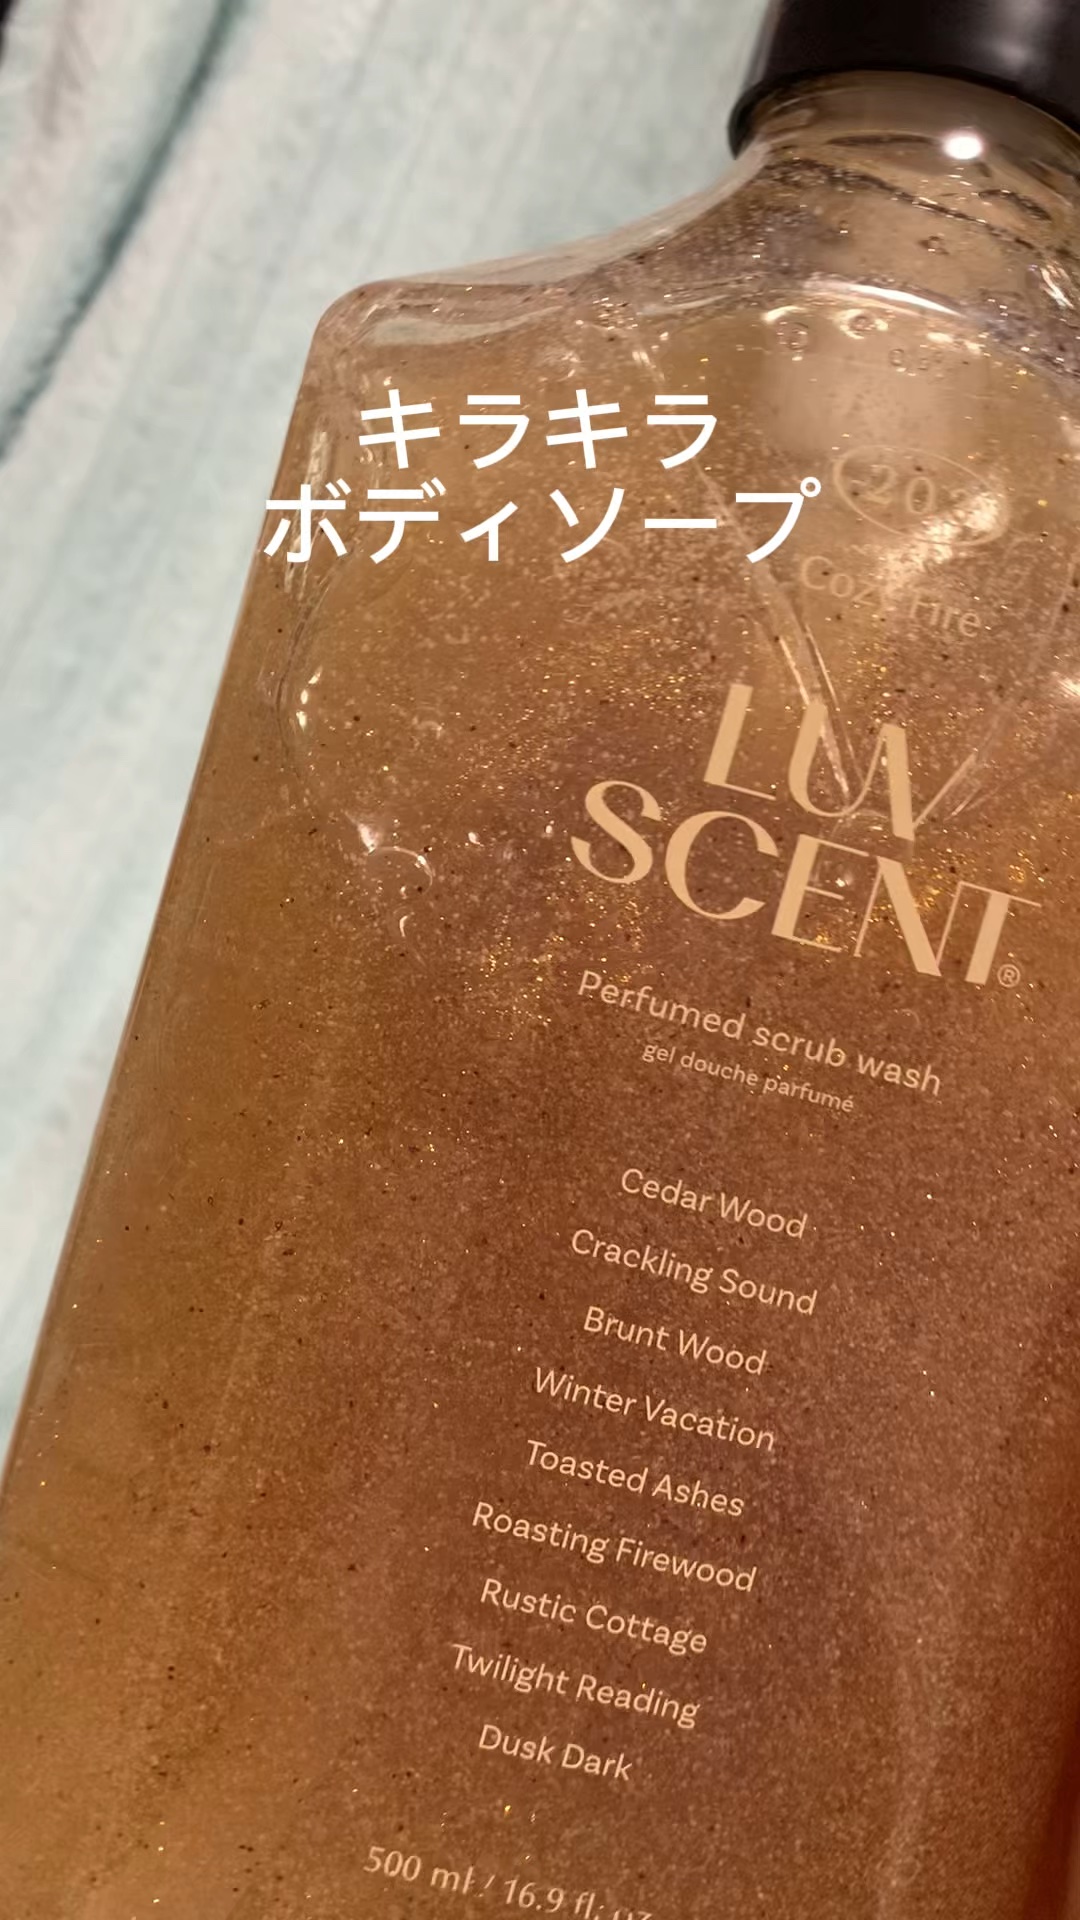 キラキラ
ボディソープ
Cozy Fire
LUV
SCENT®
Perfumed scrub wash
gel douche parfumé
Cedar Wood
Crackling Sound
Brunt Wood
Winter Vacation
Toasted Ashes
Roasting Firewood
Rustic Cottage
Twilight Reading
Dusk Dark
500 ml / 16.9 fl. oz